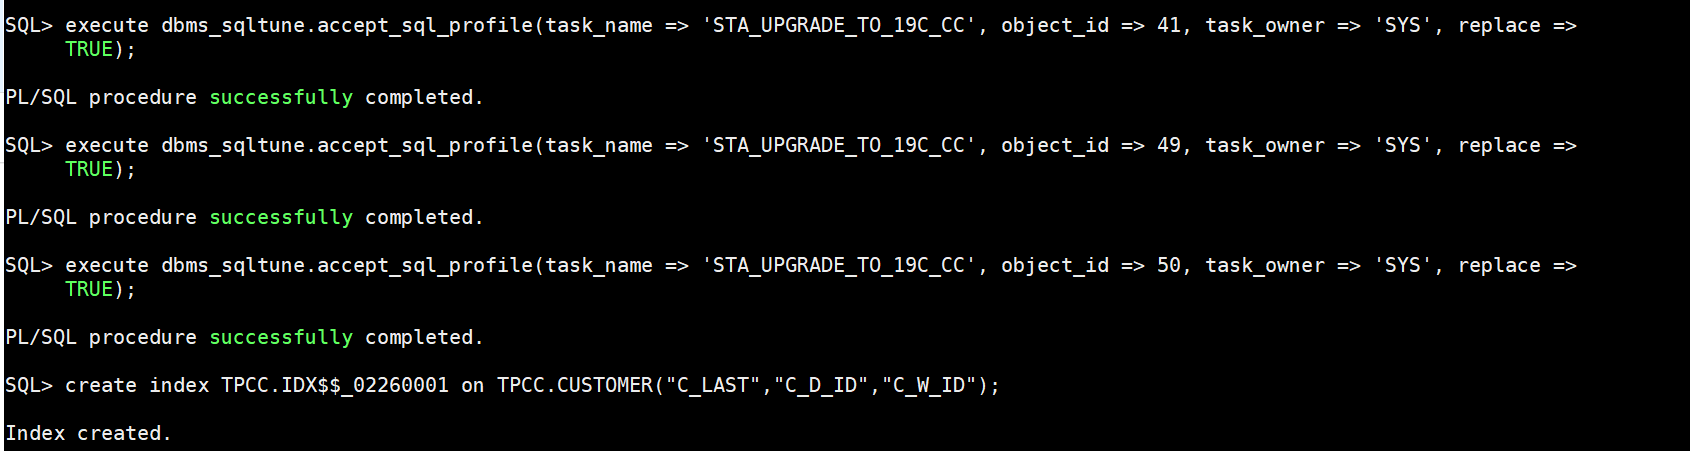 SQL> execute dbms_sqltune.accept_sql_profile(task_name => 'STA_UPGRADE_TO_19C_CC', object_id => 41, task_owner => 'SYS', replace =>
TRUE);
PL/SQL procedure successfully completed.
SQL> execute dbms_sqltune.accept_sql_profile(task_name => 'STA_UPGRADE_TO_19C_CC', object_id => 49, task_owner => 'SYS', replace =>
TRUE);
PL/SQL procedure successfully completed.
SQL> execute dbms_sqltune.accept_sql_profile(task_name => 'STA_UPGRADE_TO_19C_CC', object_id => 50, task_owner => 'SYS', replace =>
TRUE);
PL/SQL procedure successfully completed.
SQL> create index TPCC.IDX$$_02260001 on TPCC.CUSTOMER("C_LAST","C_D_ID","C_W_ID");
Index created.